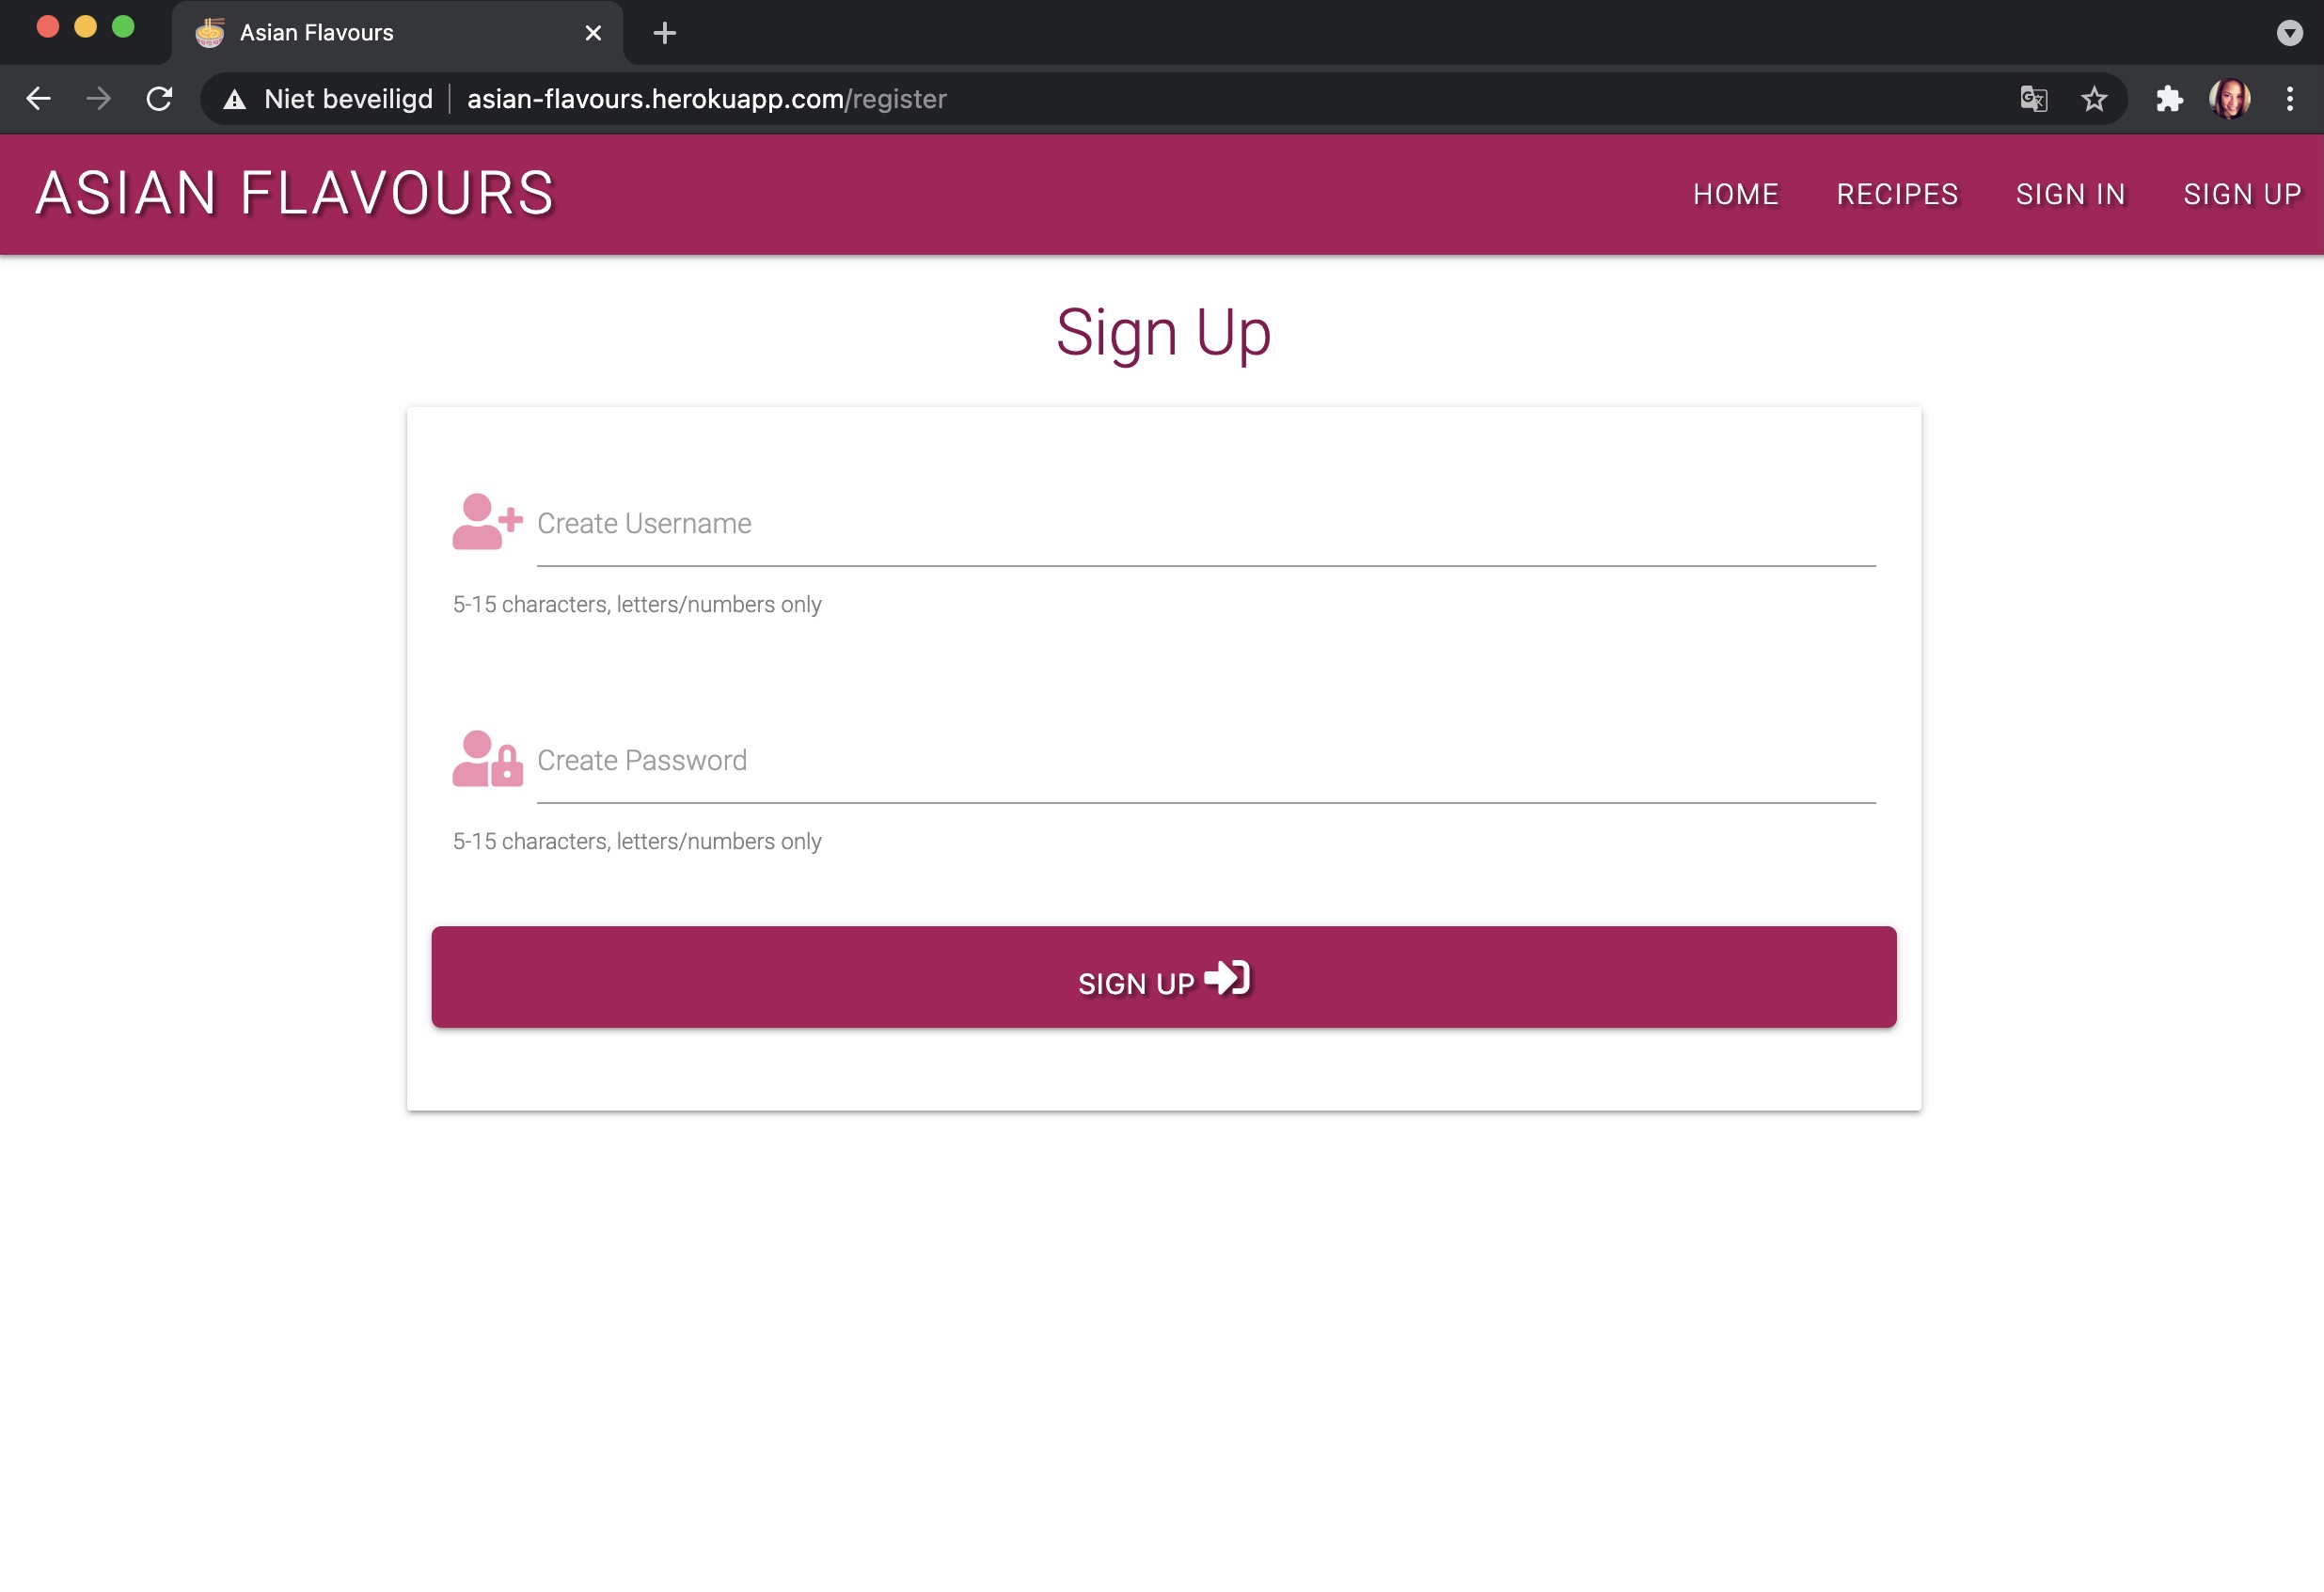 Asian Flavours
Niet beveiligd asian-flavours.herokuapp.com/register
ASIAN FLAVOURS
HOME RECIPES SIGN IN SIGN UP
Sign Up
Create Username
5-15 characters, letters/numbers only
Create Password
5-15 characters, letters/numbers only
SIGN UP